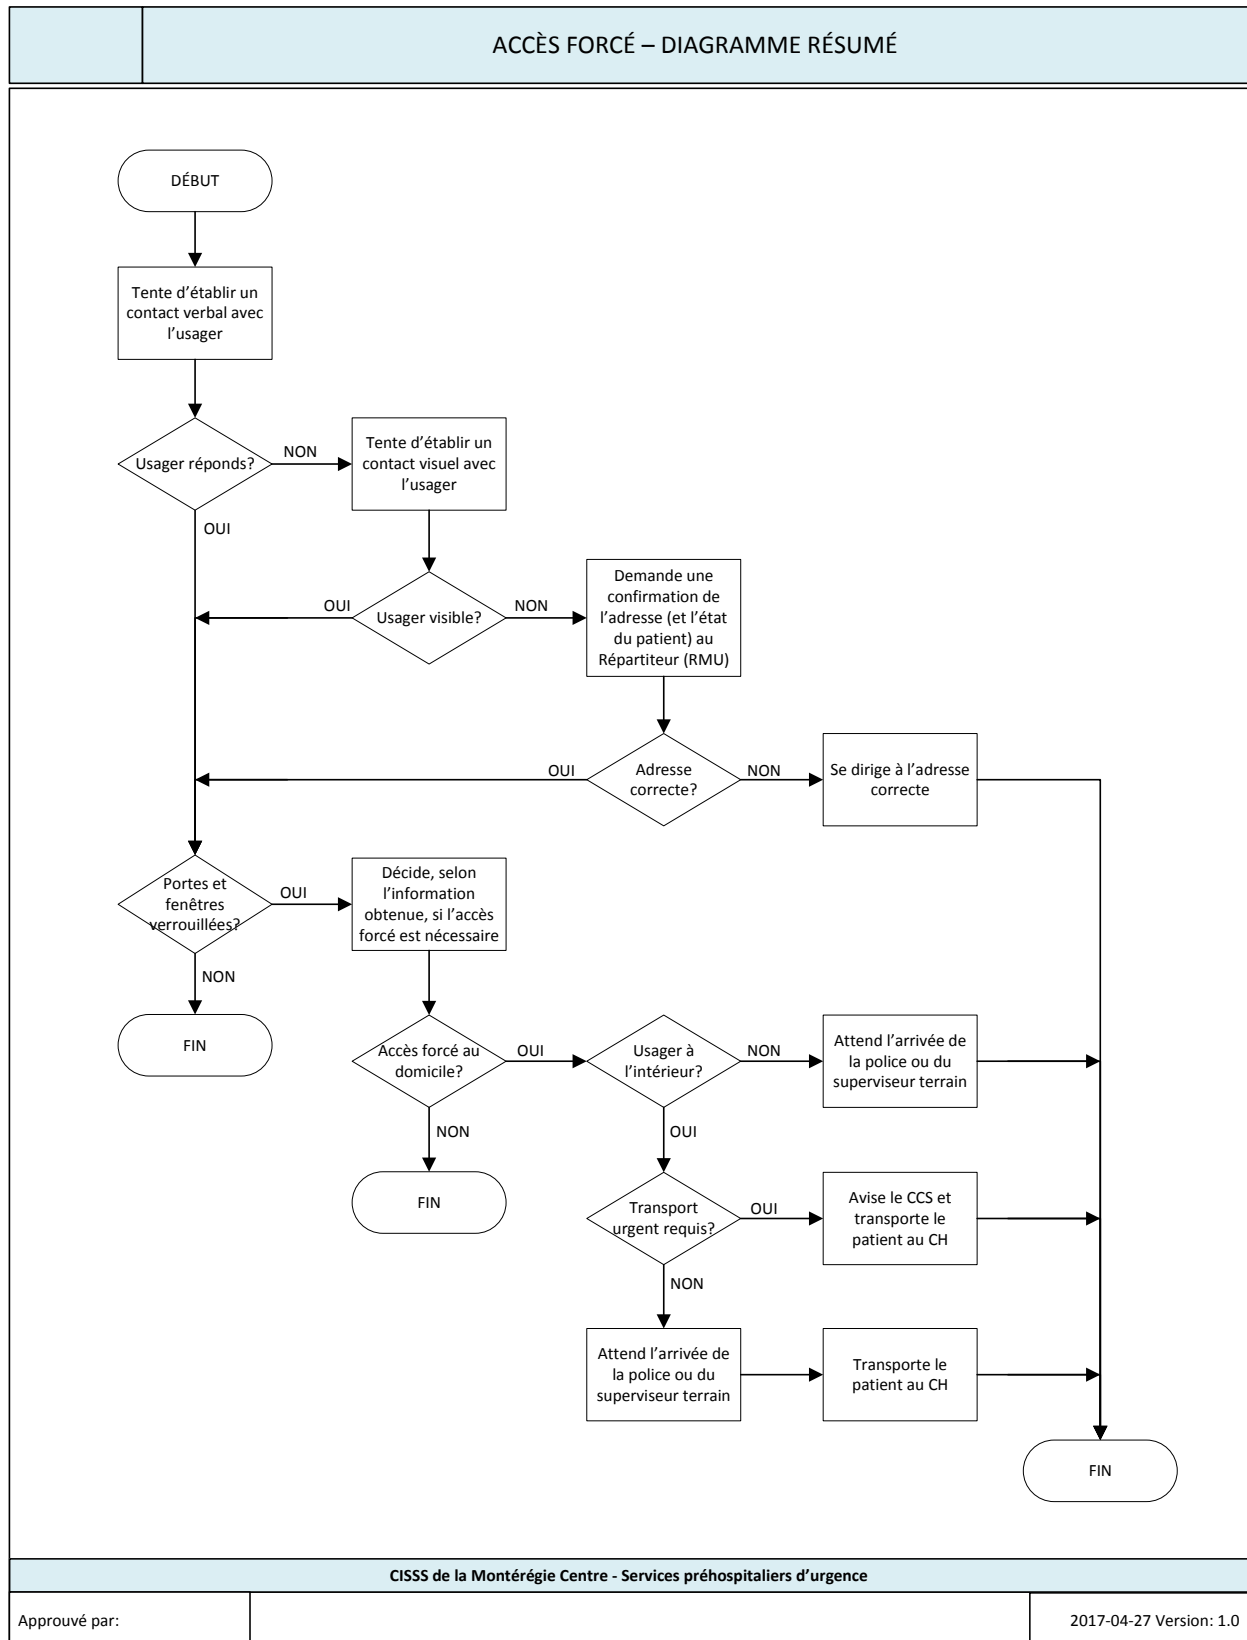 ACCÈS FORCÉ – DIAGRAMME RÉSUMÉ
DÉBUT
Tente d’établir un
contact verbal avec
l’usager
Usager réponds?
NON
OUI
Tente d’établir un
contact visuel avec
l’usager
Usager visible?
OUI
NON
Demande une
confirmation de
l’adresse (et l’état
du patient) au
Répartiteur (RMU)
Adresse
correcte?
OUI
NON
Se dirige à l’adresse
correcte
Portes et
fenêtres
verrouillées?
OUI
NON
FIN
Décide, selon
l’information
obtenue, si l’accès
forcé est nécessaire
Accès forcé au
domicile?
OUI
NON
FIN
Usager à
l’intérieur?
NON
OUI
Attend l’arrivée de
la police ou du
superviseur terrain
Transport
urgent requis?
OUI
NON
Avise le CCS et
transporte le
patient au CH
Attend l’arrivée de
la police ou du
superviseur terrain
Transporte le
patient au CH
FIN
CISSS de la Montérégie Centre - Services préhospitaliers d’urgence
Approuvé par:
2017-04-27 Version: 1.0